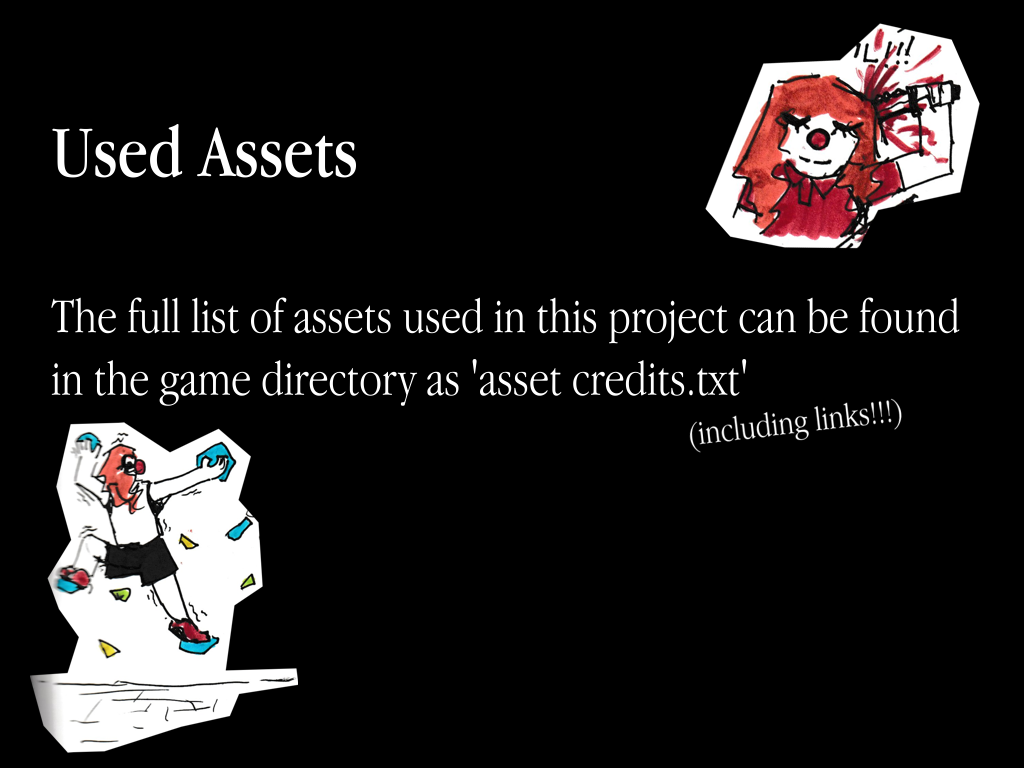 Used Assets
The full list of assets used in this project can be found
in the game directory as 'asset credits.txt'
(including links!!!)